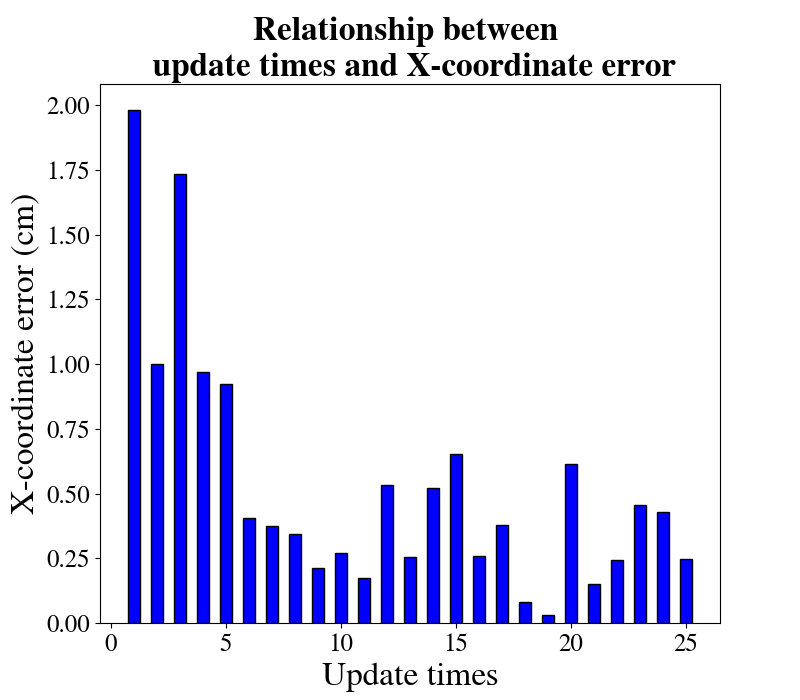 Relationship between
update times and X-coordinate error
2.00
1.75
1.50
1.25
1.00
0.75
0.50
0.25
0.00
X-coordinate error (cm)
0 5 10 15 20 25
Update times